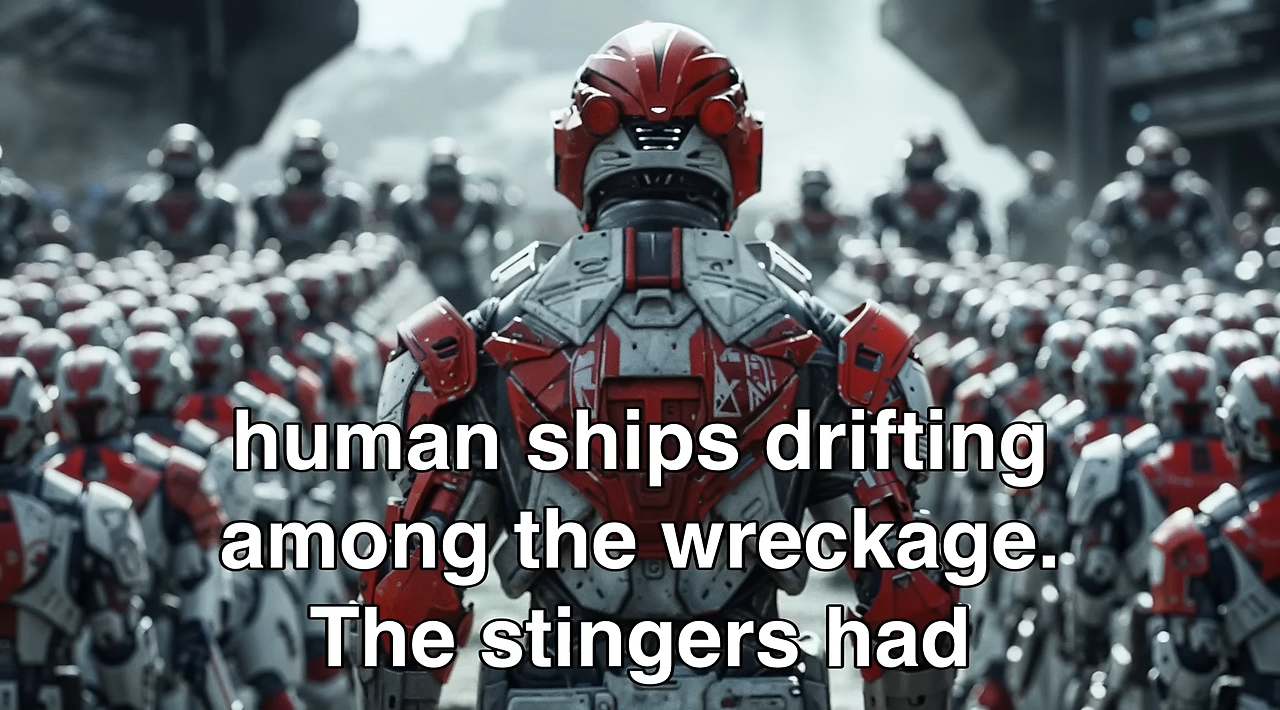 human ships drifting
among the wreckage.
The stingers had